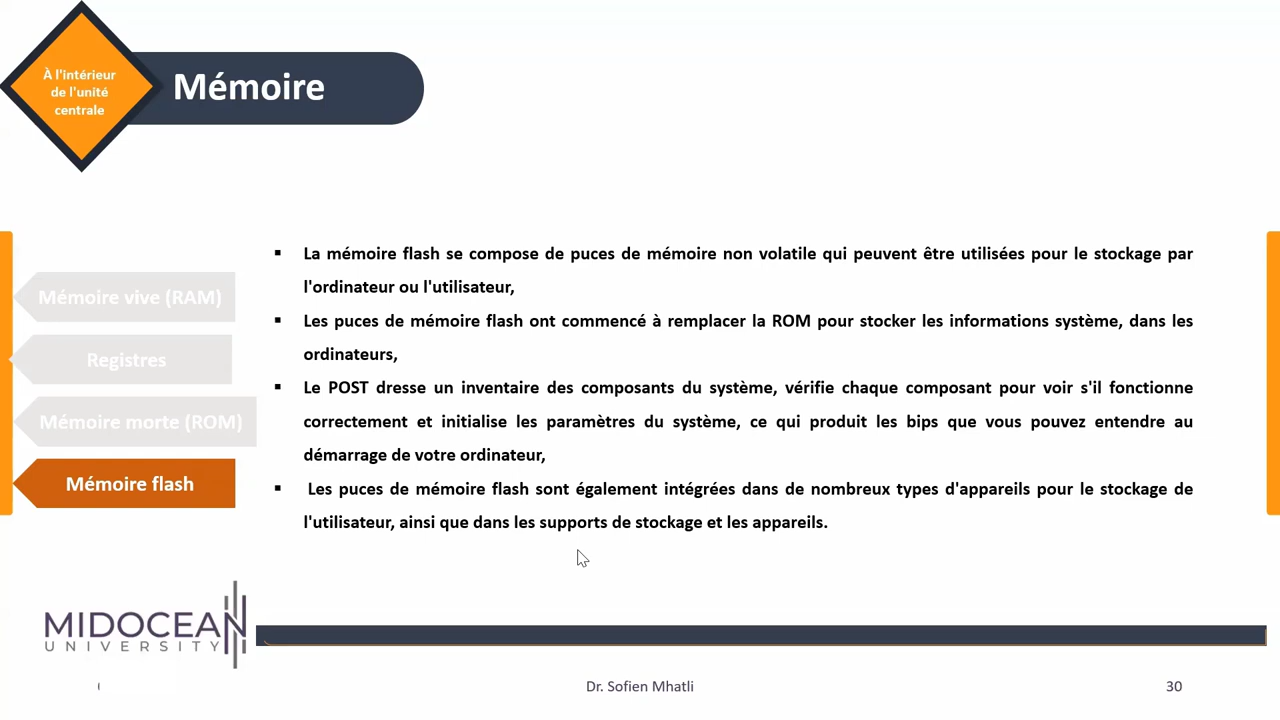 À l'intérieur
de l'unité
centrale
Mémoire
Mémoire vive (RAM)
Registres
Mémoire morte (ROM)
Mémoire flash
▪ La mémoire flash se compose de puces de mémoire non volatile qui peuvent être utilisées pour le stockage par
l'ordinateur ou l'utilisateur,
▪ Les puces de mémoire flash ont commencé à remplacer la ROM pour stocker les informations système, dans les
ordinateurs,
▪ Le POST dresse un inventaire des composants du système, vérifie chaque composant pour voir s'il fonctionne
correctement et initialise les paramètres du système, ce qui produit les bips que vous pouvez entendre au
démarrage de votre ordinateur,
▪ Les puces de mémoire flash sont également intégrées dans de nombreux types d'appareils pour le stockage de
l'utilisateur, ainsi que dans les supports de stockage et les appareils.
MIDOCEAN
UNIVERSITY
Dr. Sofien Mhatli
30